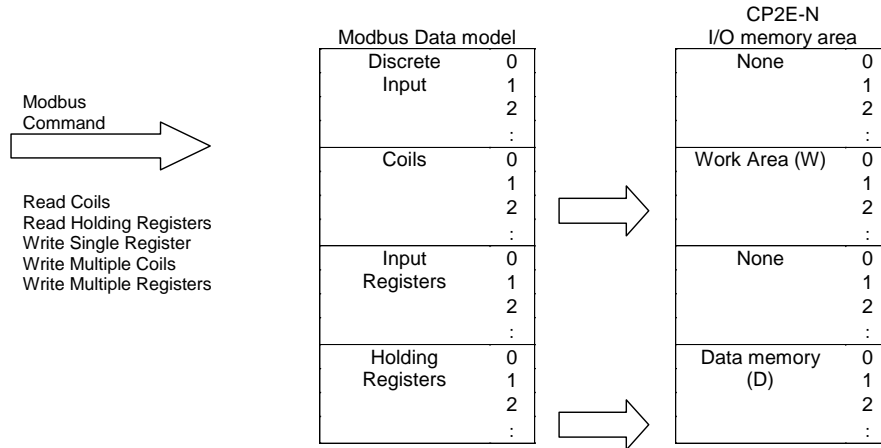 CP2E-N
Modbus Data model I/O memory area
Discrete 0 None 0
Input 1 1
2 2
: :
Modbus
Command
Coils 0 Work Area (W) 0
1 1
2 2
: :
Read Coils
Read Holding Registers
Write Single Register
Write Multiple Coils
Write Multiple Registers
Input 0 None 0
Registers 1 1
2 2
: :
Holding 0 Data memory 0
Registers 1 (D) 1
2 2
: :